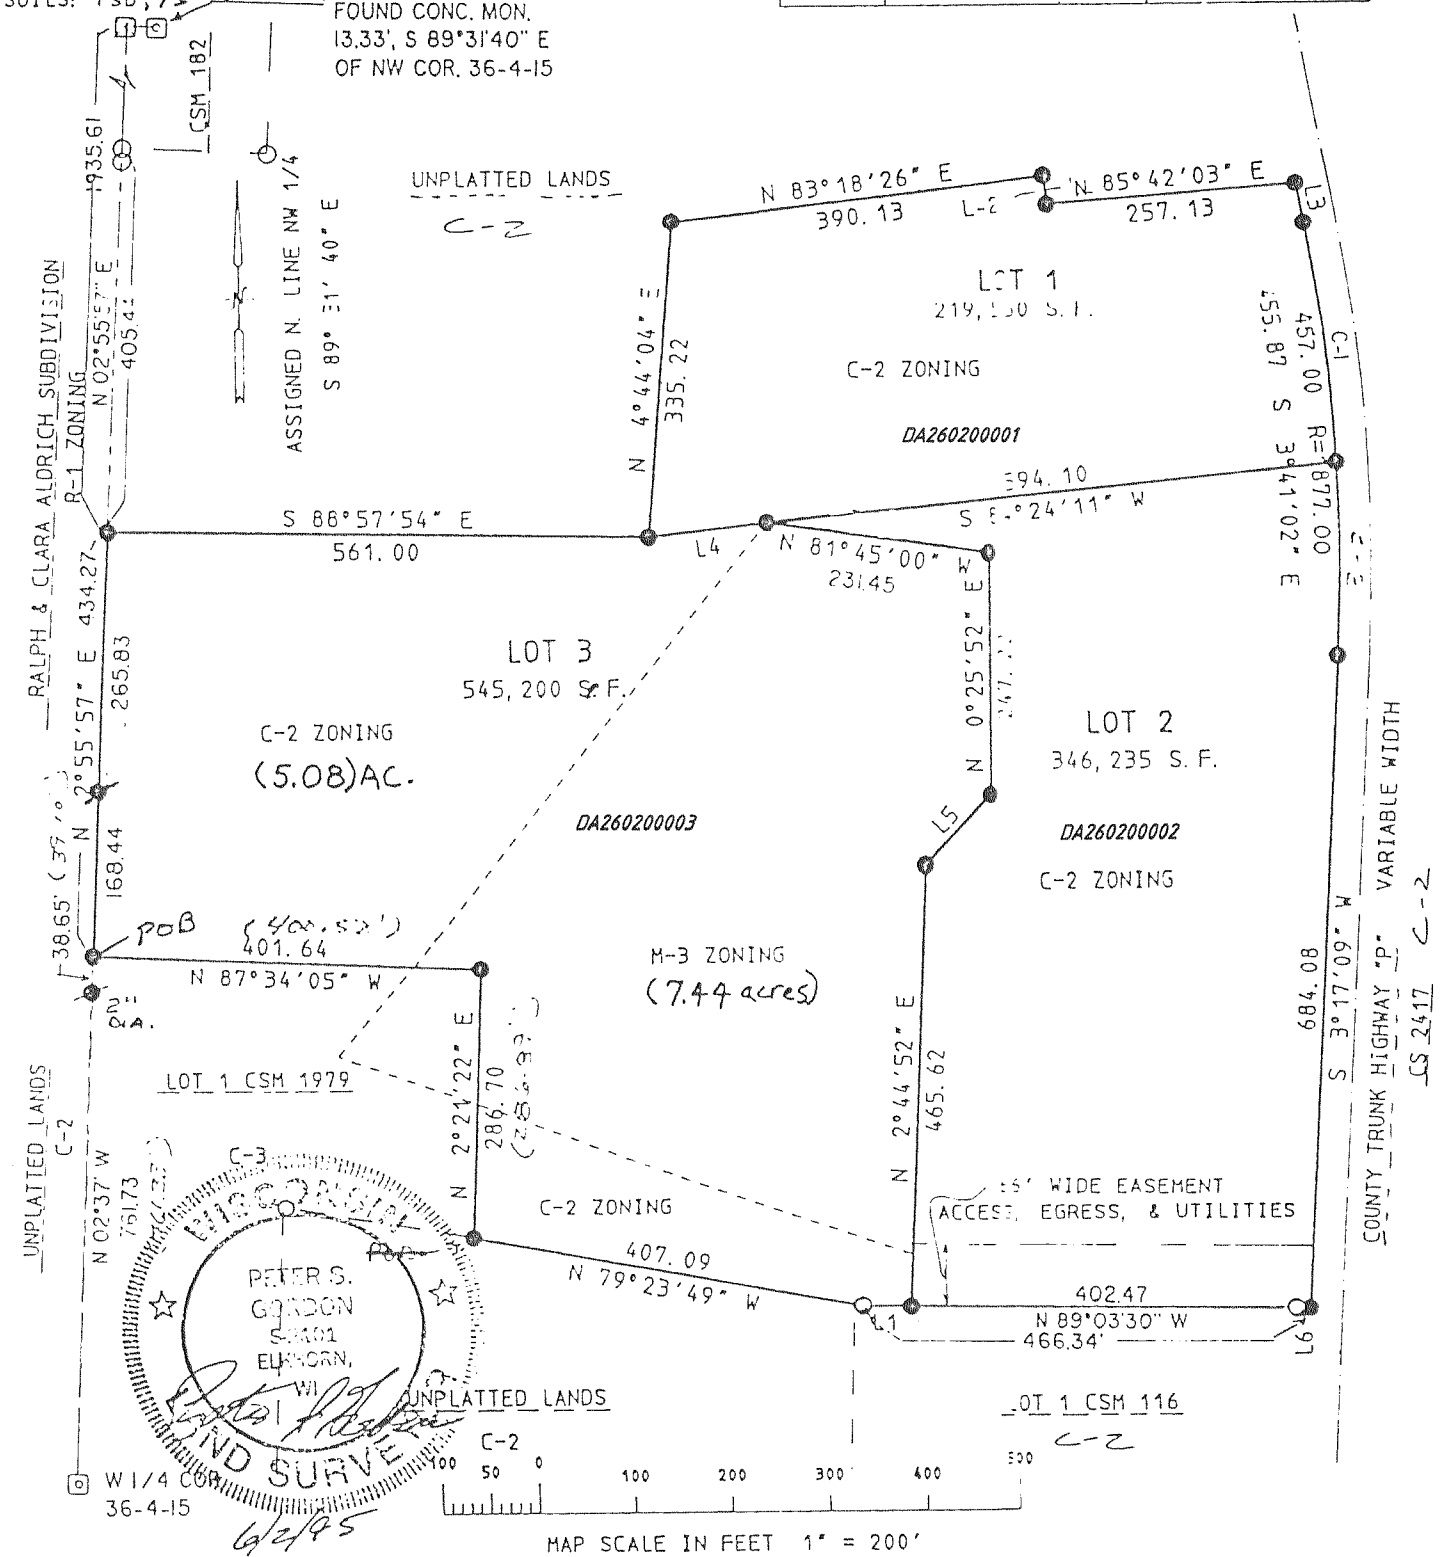 FOUND CONC. MON.
13.33', S 89°31'40" E
OF NW COR. 36-4-15
CSM 182
1935.61
UNPLATTED LANDS
C-2
N 83°18'26" E
390.13
L-2
N 85°42'03" E
257.13
L3
RALPH & CLARA ALDRICH SUBDIVISION
R-1 ZONING
N 02°55'57" E
ASSIGNED N. LINE NW 1/4
S 89° 31' 40" E
N 4°44'04" E
335.22
LOT 1
C-2 ZONING
DA260200001
C-1
457.00 R=1877.00
455.87 S 3°41'02" E
S 88°57'54" E
561.00
L4
N 81°45'00" W
231.45
N 2°55'57" E 434.27
265.83
168.44
LOT 3
545,200 S.F.
C-2 ZONING
(5.08)AC.
DA260200003
N 0°25'52" E
LOT 2
346,235 S.F.
L5
DA260200002
C-2 ZONING
38.65'
POB
401.64
N 87°34'05" W
2"
DIA.
M-3 ZONING
(7.44 acres)
N 2°44'52" E
465.62
684.08
S 3°17'09" W
COUNTY TRUNK HIGHWAY "P" VARIABLE WIDTH
CS 2417 C-2
LOT 1 CSM 1979
N 2°21'22" E
286.70
UNPLATTED LANDS
C-2
N 02°37' W
761.73
C-3
C-2 ZONING
WIDE EASEMENT
ACCESS, EGRESS, & UTILITIES
407.09
N 79°23'49" W
L1
402.47
N 89°03'30" W
466.34'
L6
WISCONSIN
PETER S.
GORDON
ELKHORN,
WI
LAND SURVEYOR
6/2/95
UNPLATTED LANDS
C-2
LOT 1 CSM 116
C-2
W 1/4 COR
36-4-15
100 50 0 100 200 300 400 500
MAP SCALE IN FEET 1" = 200'